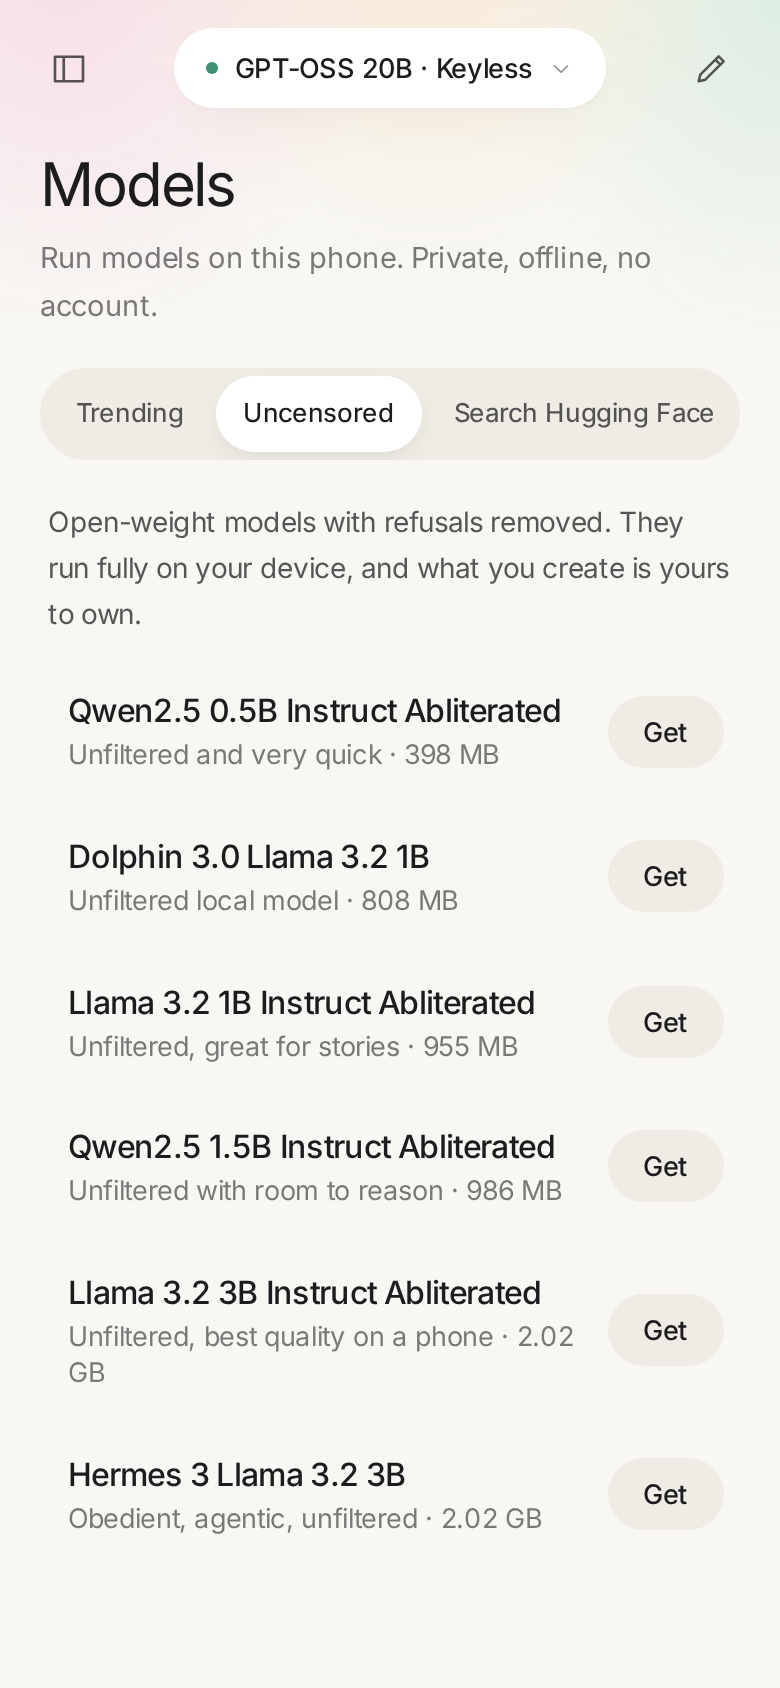 GPT-OSS 20B · Keyless
Models
Run models on this phone. Private, offline, no
account.
Trending
Uncensored
Search Hugging Face
Open-weight models with refusals removed. They
run fully on your device, and what you create is yours
to own.
Qwen2.5 0.5B Instruct Abliterated
Unfiltered and very quick · 398 MB
Get
Dolphin 3.0 Llama 3.2 1B
Unfiltered local model · 808 MB
Get
Llama 3.2 1B Instruct Abliterated
Unfiltered, great for stories · 955 MB
Get
Qwen2.5 1.5B Instruct Abliterated
Unfiltered with room to reason · 986 MB
Get
Llama 3.2 3B Instruct Abliterated
Unfiltered, best quality on a phone · 2.02
GB
Get
Hermes 3 Llama 3.2 3B
Obedient, agentic, unfiltered · 2.02 GB
Get